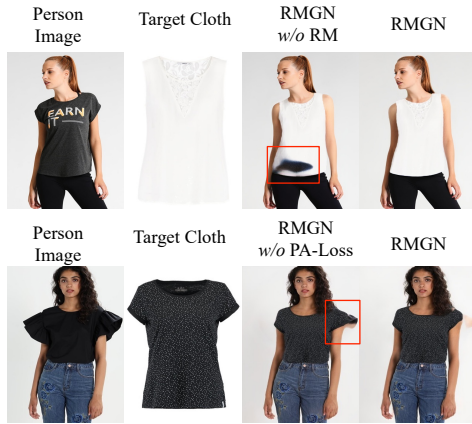 Person
Image
Target Cloth
RMGN
w/o RM
RMGN
EARN
IT
Person
Image
Target Cloth
RMGN
w/o PA-Loss
RMGN